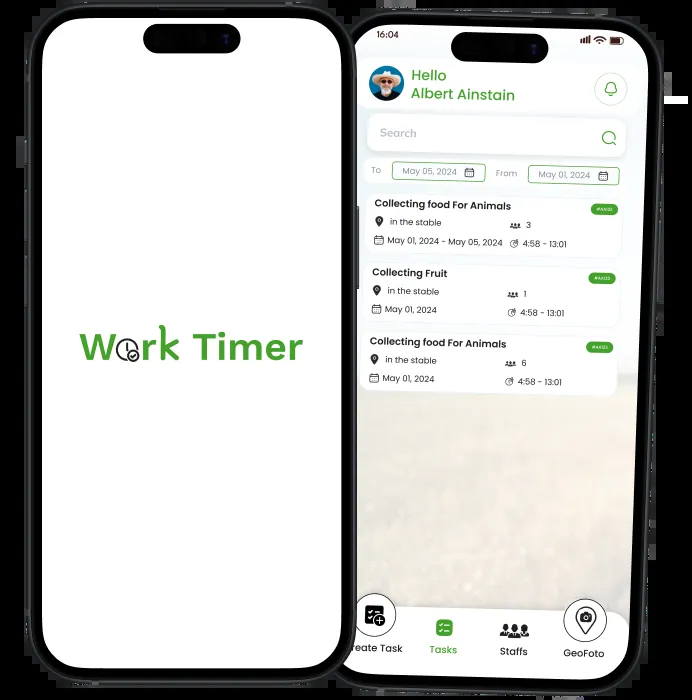 Work Timer
16:04
Hello
Albert Ainstain
Search
To May 05, 2024 From May 01, 2024
Collecting food For Animals #AA123
in the stable 3
May 01, 2024 - May 05, 2024 4:58 - 13:01
Collecting Fruit #AA123
in the stable 1
May 01, 2024 4:58 - 13:01
Collecting food For Animals #AA123
in the stable 6
May 01, 2024 4:58 - 13:01
reate Task Tasks Staffs GeoFoto